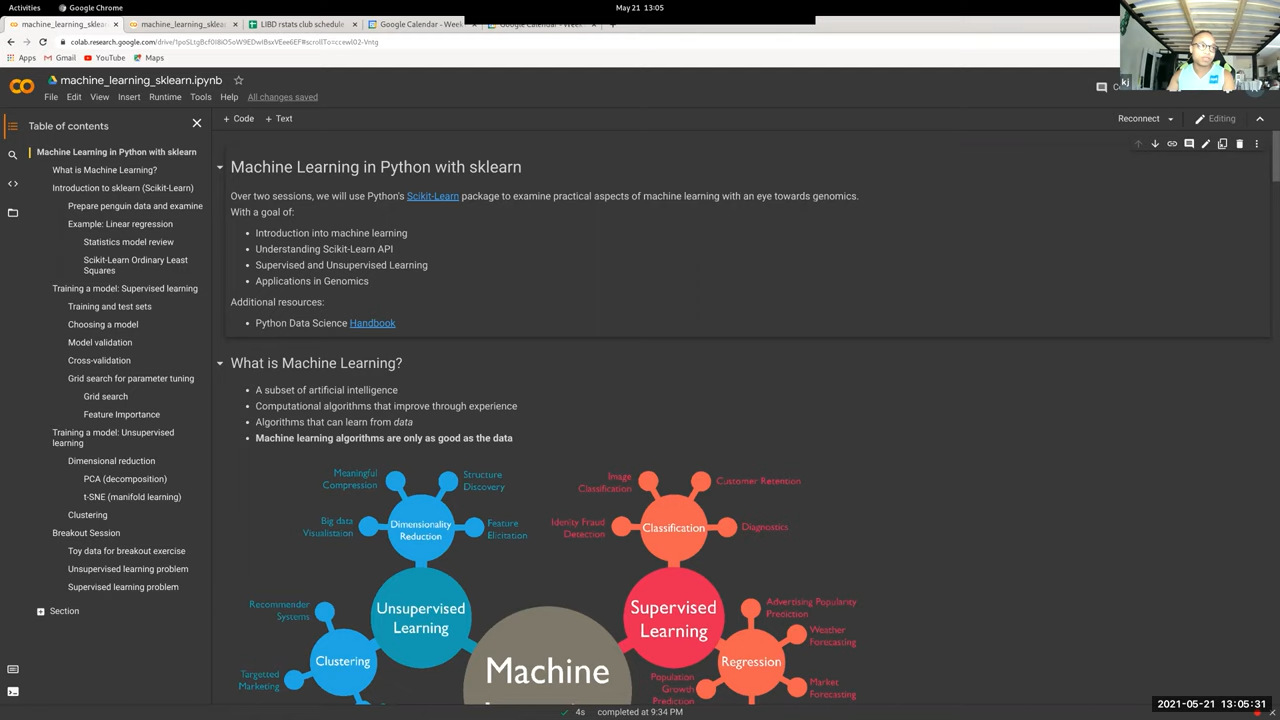 Activities
Google Chrome
May 21 13:05
machine_learning_sklearn
machine_learning_sklea
LIBD rstats club schedule
Google Calendar - Week
Google Calendar - Week
colab.research.google.com/drive/
Apps
Gmail
YouTube
Maps
kj
machine_learning_sklearn.ipynb
File Edit View Insert Runtime Tools Help All changes saved
Table of contents
+ Code + Text
Reconnect
Editing
Machine Learning in Python with sklearn
What is Machine Learning?
Introduction to sklearn (Scikit-Learn)
Prepare penguin data and examine
Example: Linear regression
Statistics model review
Scikit-Learn Ordinary Least
Squares
Training a model: Supervised learning
Training and test sets
Choosing a model
Model validation
Cross-validation
Grid search for parameter tuning
Grid search
Feature Importance
Training a model: Unsupervised
learning
Dimensional reduction
PCA (decomposition)
t-SNE (manifold learning)
Clustering
Breakout Session
Toy data for breakout exercise
Unsupervised learning problem
Supervised learning problem
Section
Machine Learning in Python with sklearn
Over two sessions, we will use Python's Scikit-Learn package to examine practical aspects of machine learning with an eye towards genomics.
With a goal of:
• Introduction into machine learning
• Understanding Scikit-Learn API
• Supervised and Unsupervised Learning
• Applications in Genomics
Additional resources:
• Python Data Science Handbook
What is Machine Learning?
• A subset of artificial intelligence
• Computational algorithms that improve through experience
• Algorithms that can learn from data
• Machine learning algorithms are only as good as the data
Meaningful
Compression
Structure
Discovery
Image
Classification
Customer Retention
Big data
Visualistaion
Dimensionality
Reduction
Feature
Elicitation
Idenity Fraud
Detection
Classification
Diagnostics
Recommender
Systems
Unsupervised
Learning
Supervised
Learning
Advertising Popularity
Prediction
Weather
Forecasting
Clustering
Machine
Regression
Targetted
Marketing
Population
Growth
Prediction
Market
Forecasting
4s completed at 9:34 PM
2021-05-21 13:05:31